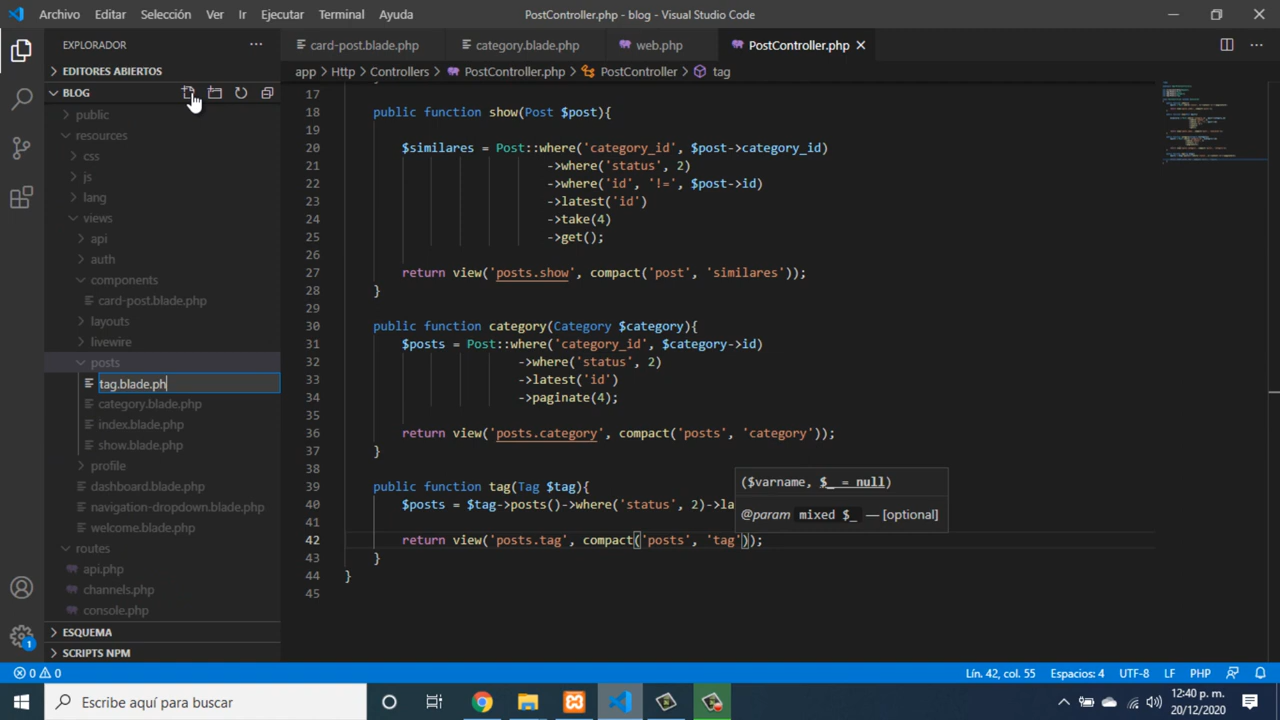 Archivo Editar Selección Ver Ir Ejecutar Terminal Ayuda PostController.php - blog - Visual Studio Code
EXPLORADOR
card-post.blade.php category.blade.php web.php PostController.php
EDITORES ABIERTOS
app > Http > Controllers > PostController.php > PostController > tag
BLOG
public
resources
css
js
lang
views
api
auth
components
card-post.blade.php
layouts
livewire
posts
tag.blade.ph
category.blade.php
index.blade.php
show.blade.php
profile
dashboard.blade.php
navigation-dropdown.blade.php
welcome.blade.php
routes
api.php
channels.php
console.php
ESQUEMA
SCRIPTS NPM
17
18 public function show(Post $post){
19
20 $similares = Post::where('category_id', $post->category_id)
21 ->where('status', 2)
22 ->where('id', '!=', $post->id)
23 ->latest('id')
24 ->take(4)
25 ->get();
26
27 return view('posts.show', compact('post', 'similares'));
28 }
29
30 public function category(Category $category){
31 $posts = Post::where('category_id', $category->id)
32 ->where('status', 2)
33 ->latest('id')
34 ->paginate(4);
35
36 return view('posts.category', compact('posts', 'category'));
37 }
38
39 public function tag(Tag $tag){
40 $posts = $tag->posts()->where('status', 2)->la
41
42 return view('posts.tag', compact('posts', 'tag'));
43 }
44 }
45
($varname, $_ = null)
@param mixed $_ — [optional]
0 0 Lín. 42, col. 55 Espacios: 4 UTF-8 LF PHP
1
Escribe aquí para buscar
12:40 p. m.
20/12/2020